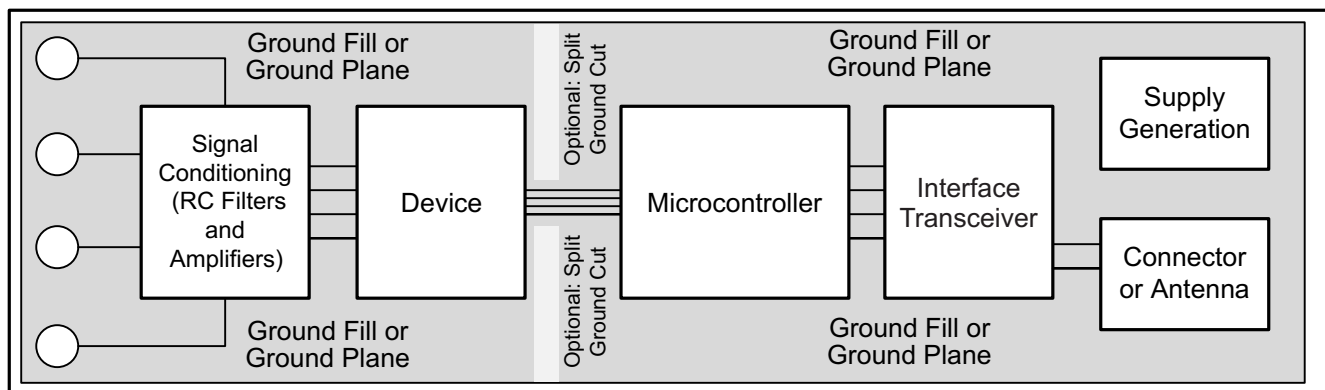 Ground Fill or
Ground Plane
Optional: Split
Ground Cut
Ground Fill or
Ground Plane
Supply
Generation
Signal
Conditioning
(RC Filters
and
Amplifiers)
Device
Microcontroller
Interface
Transceiver
Connector
or Antenna
Ground Fill or
Ground Plane
Optional: Split
Ground Cut
Ground Fill or
Ground Plane